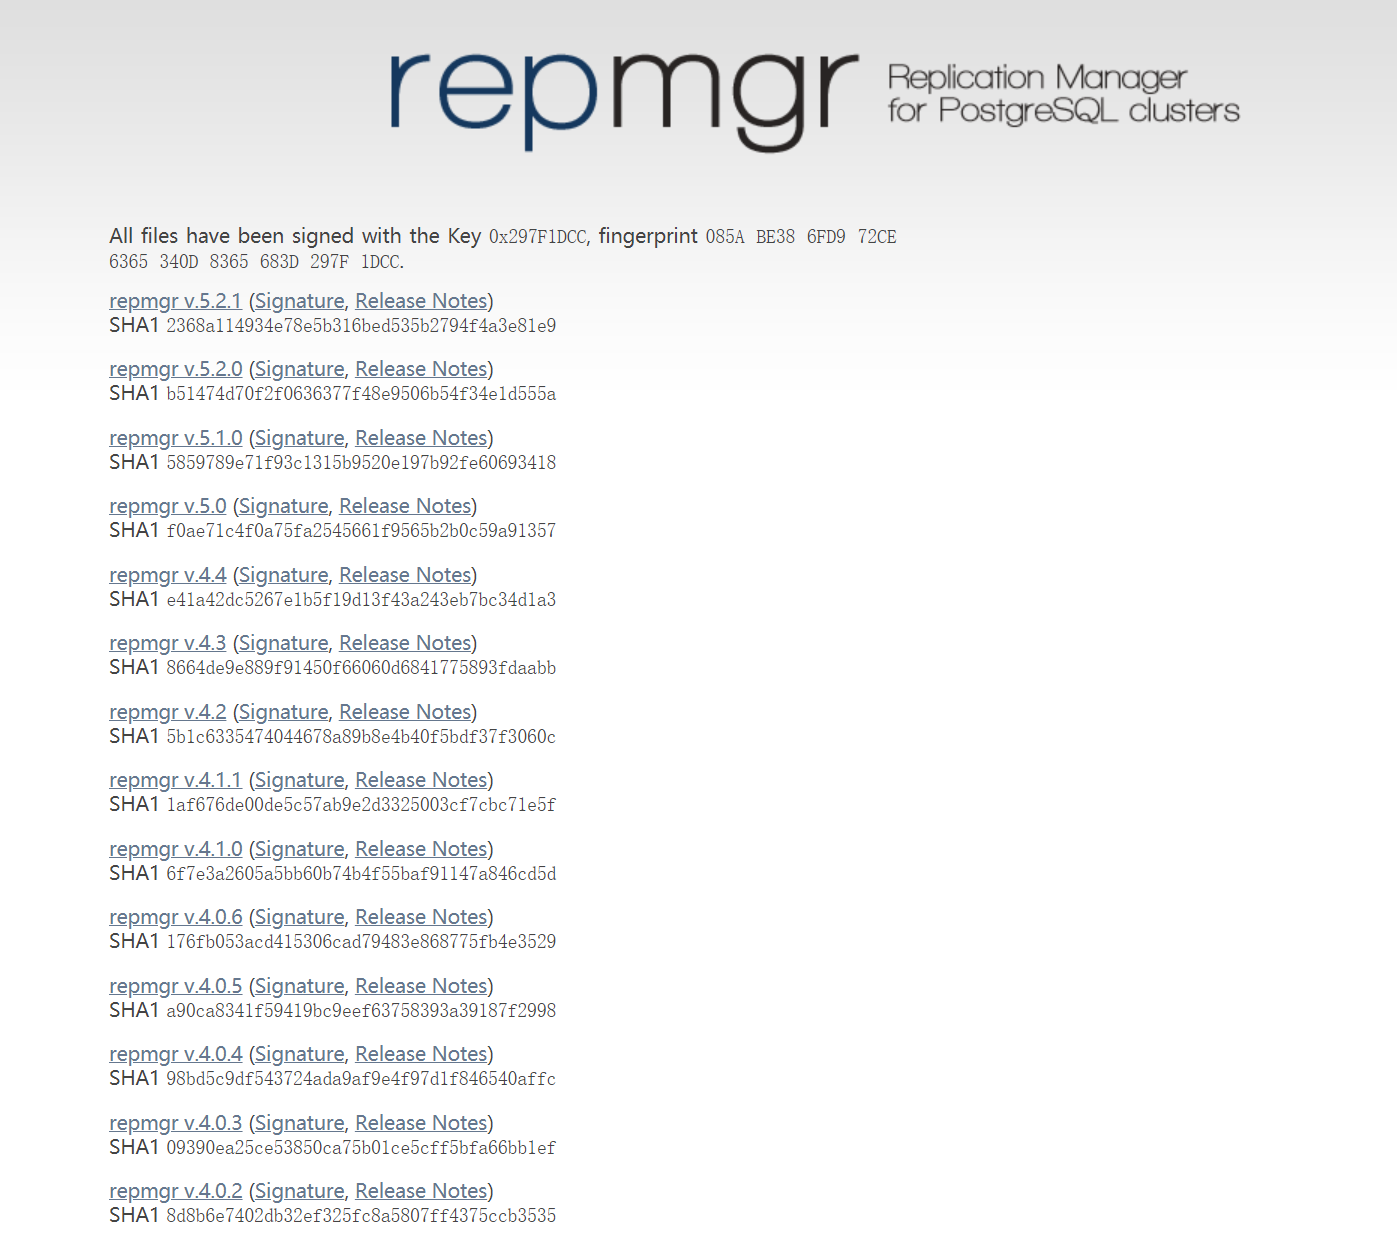 repmgr
Replication Manager
for PostgreSQL clusters
All files have been signed with the Key 0x297F1DCC, fingerprint 085A BE38 6FD9 72CE
6365 340D 8365 683D 297F 1DCC.
repmgr v.5.2.1 (Signature, Release Notes)
SHA1 2368a114934e78e5b316bed535b2794f4a3e81e9
repmgr v.5.2.0 (Signature, Release Notes)
SHA1 b51474d70f2f0636377f48e9506b54f34e1d555a
repmgr v.5.1.0 (Signature, Release Notes)
SHA1 5859789e71f93c1315b9520e197b92fe60693418
repmgr v.5.0 (Signature, Release Notes)
SHA1 f0ae71c4f0a75fa2545661f9565b2b0c59a91357
repmgr v.4.4 (Signature, Release Notes)
SHA1 e41a42dc5267e1b5f19d13f43a243eb7bc34d1a3
repmgr v.4.3 (Signature, Release Notes)
SHA1 8664de9e889f91450f66060d6841775893fdaabb
repmgr v.4.2 (Signature, Release Notes)
SHA1 5b1c6335474044678a89b8e4b40f5bdf37f3060c
repmgr v.4.1.1 (Signature, Release Notes)
SHA1 1af676de00de5c57ab9e2d3325003cf7cbc71e5f
repmgr v.4.1.0 (Signature, Release Notes)
SHA1 6f7e3a2605a5bb60b74b4f55baf91147a846cd5d
repmgr v.4.0.6 (Signature, Release Notes)
SHA1 176fb053acd415306cad79483e868775fb4e3529
repmgr v.4.0.5 (Signature, Release Notes)
SHA1 a90ca8341f59419bc9eef63758393a39187f2998
repmgr v.4.0.4 (Signature, Release Notes)
SHA1 98bd5c9df543724ada9af9e4f97d1f846540affc
repmgr v.4.0.3 (Signature, Release Notes)
SHA1 09390ea25ce53850ca75b01ce5cff5bfa66bb1ef
repmgr v.4.0.2 (Signature, Release Notes)
SHA1 8d8b6e7402db32ef325fc8a5807ff4375ccb3535